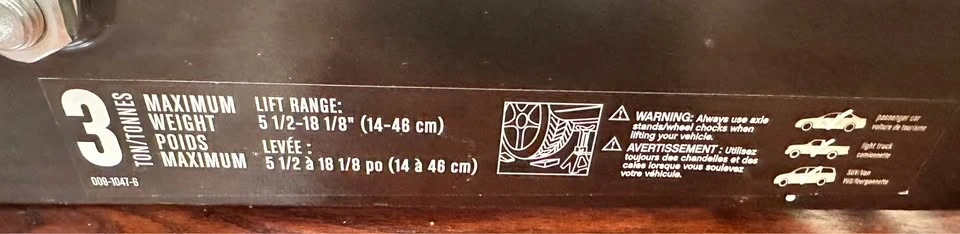 3
TON/TONNES
MAXIMUM
WEIGHT
POIDS
MAXIMUM
009-1047-6
LIFT RANGE:
5 1/2-18 1/8" (14-46 cm)
LEVÉE :
5 1/2 à 18 1/8 po (14 à 46 cm)
WARNING: Always use axle
stands/wheel chocks when
lifting your vehicle.
AVERTISSEMENT : Utilisez
toujours des chandelles et des
cales lorsque vous soulevez
votre véhicule.
passenger car
voiture de tourisme
light truck
camionnette
SUV/Van
VUS/fourgonnette